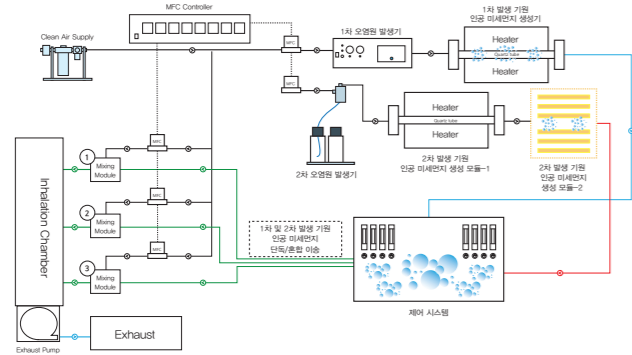 MFC Controller
Clean Air Supply
MFC
1차 오염원 발생기
1차 발생 기원
인공 미세먼지 생성기
Heater
Quartz tube
Heater
MFC
2차 오염원 발생기
Heater
Quartz tube
Heater
2차 발생 기원
인공 미세먼지 생성 모듈-1
2차 발생 기원
인공 미세먼지
생성 모듈-2
Inhalation Chamber
MFC
1
Mixing
Module
MFC
2
Mixing
Module
MFC
3
Mixing
Module
1차 및 2차 발생 기원
인공 미세먼지
단독/혼합 이송
제어 시스템
Exhaust Pump
Exhaust